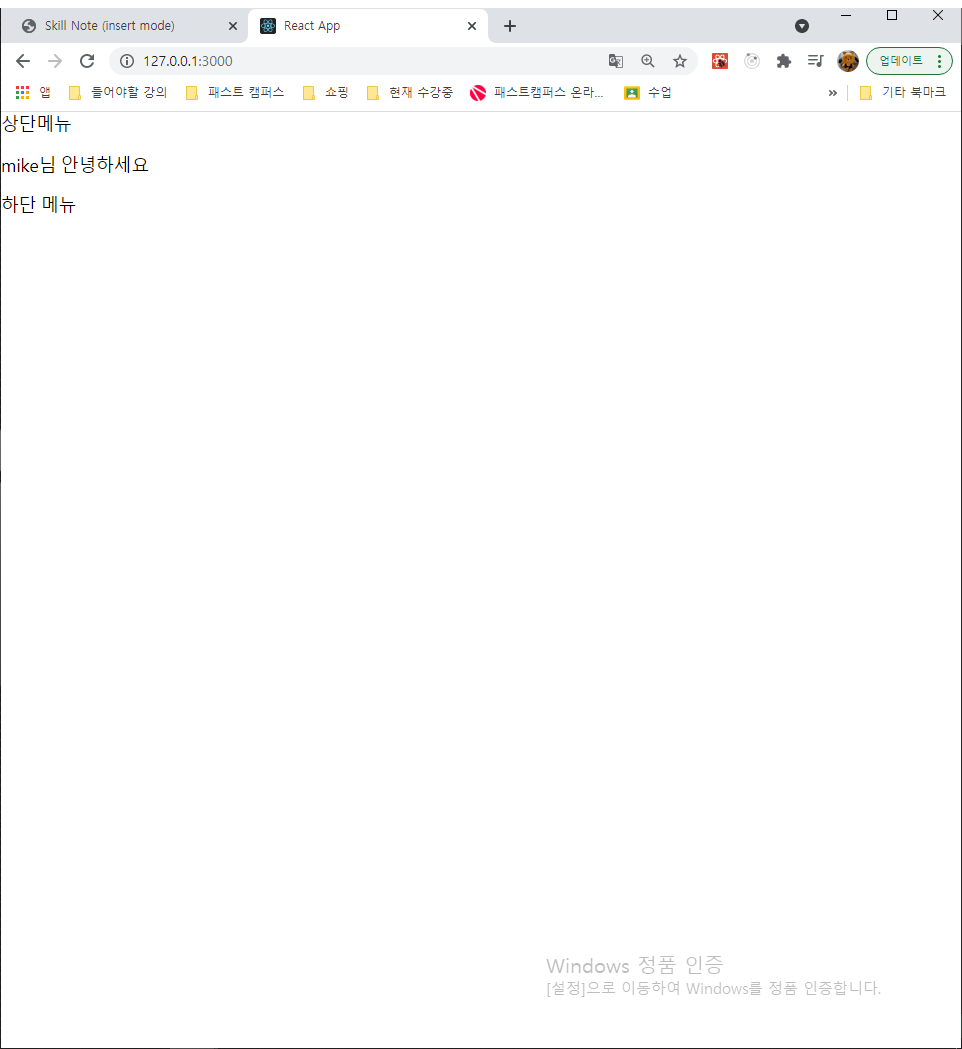 Skill Note (insert mode)
React App
127.0.0.1:3000
업데이트
앱
들어야할 강의
패스트 캠퍼스
쇼핑
현재 수강중
패스트캠퍼스 온라...
수업
»
기타 북마크
상단메뉴
mike님 안녕하세요
하단 메뉴
Windows 정품 인증
[설정]으로 이동하여 Windows를 정품 인증합니다.